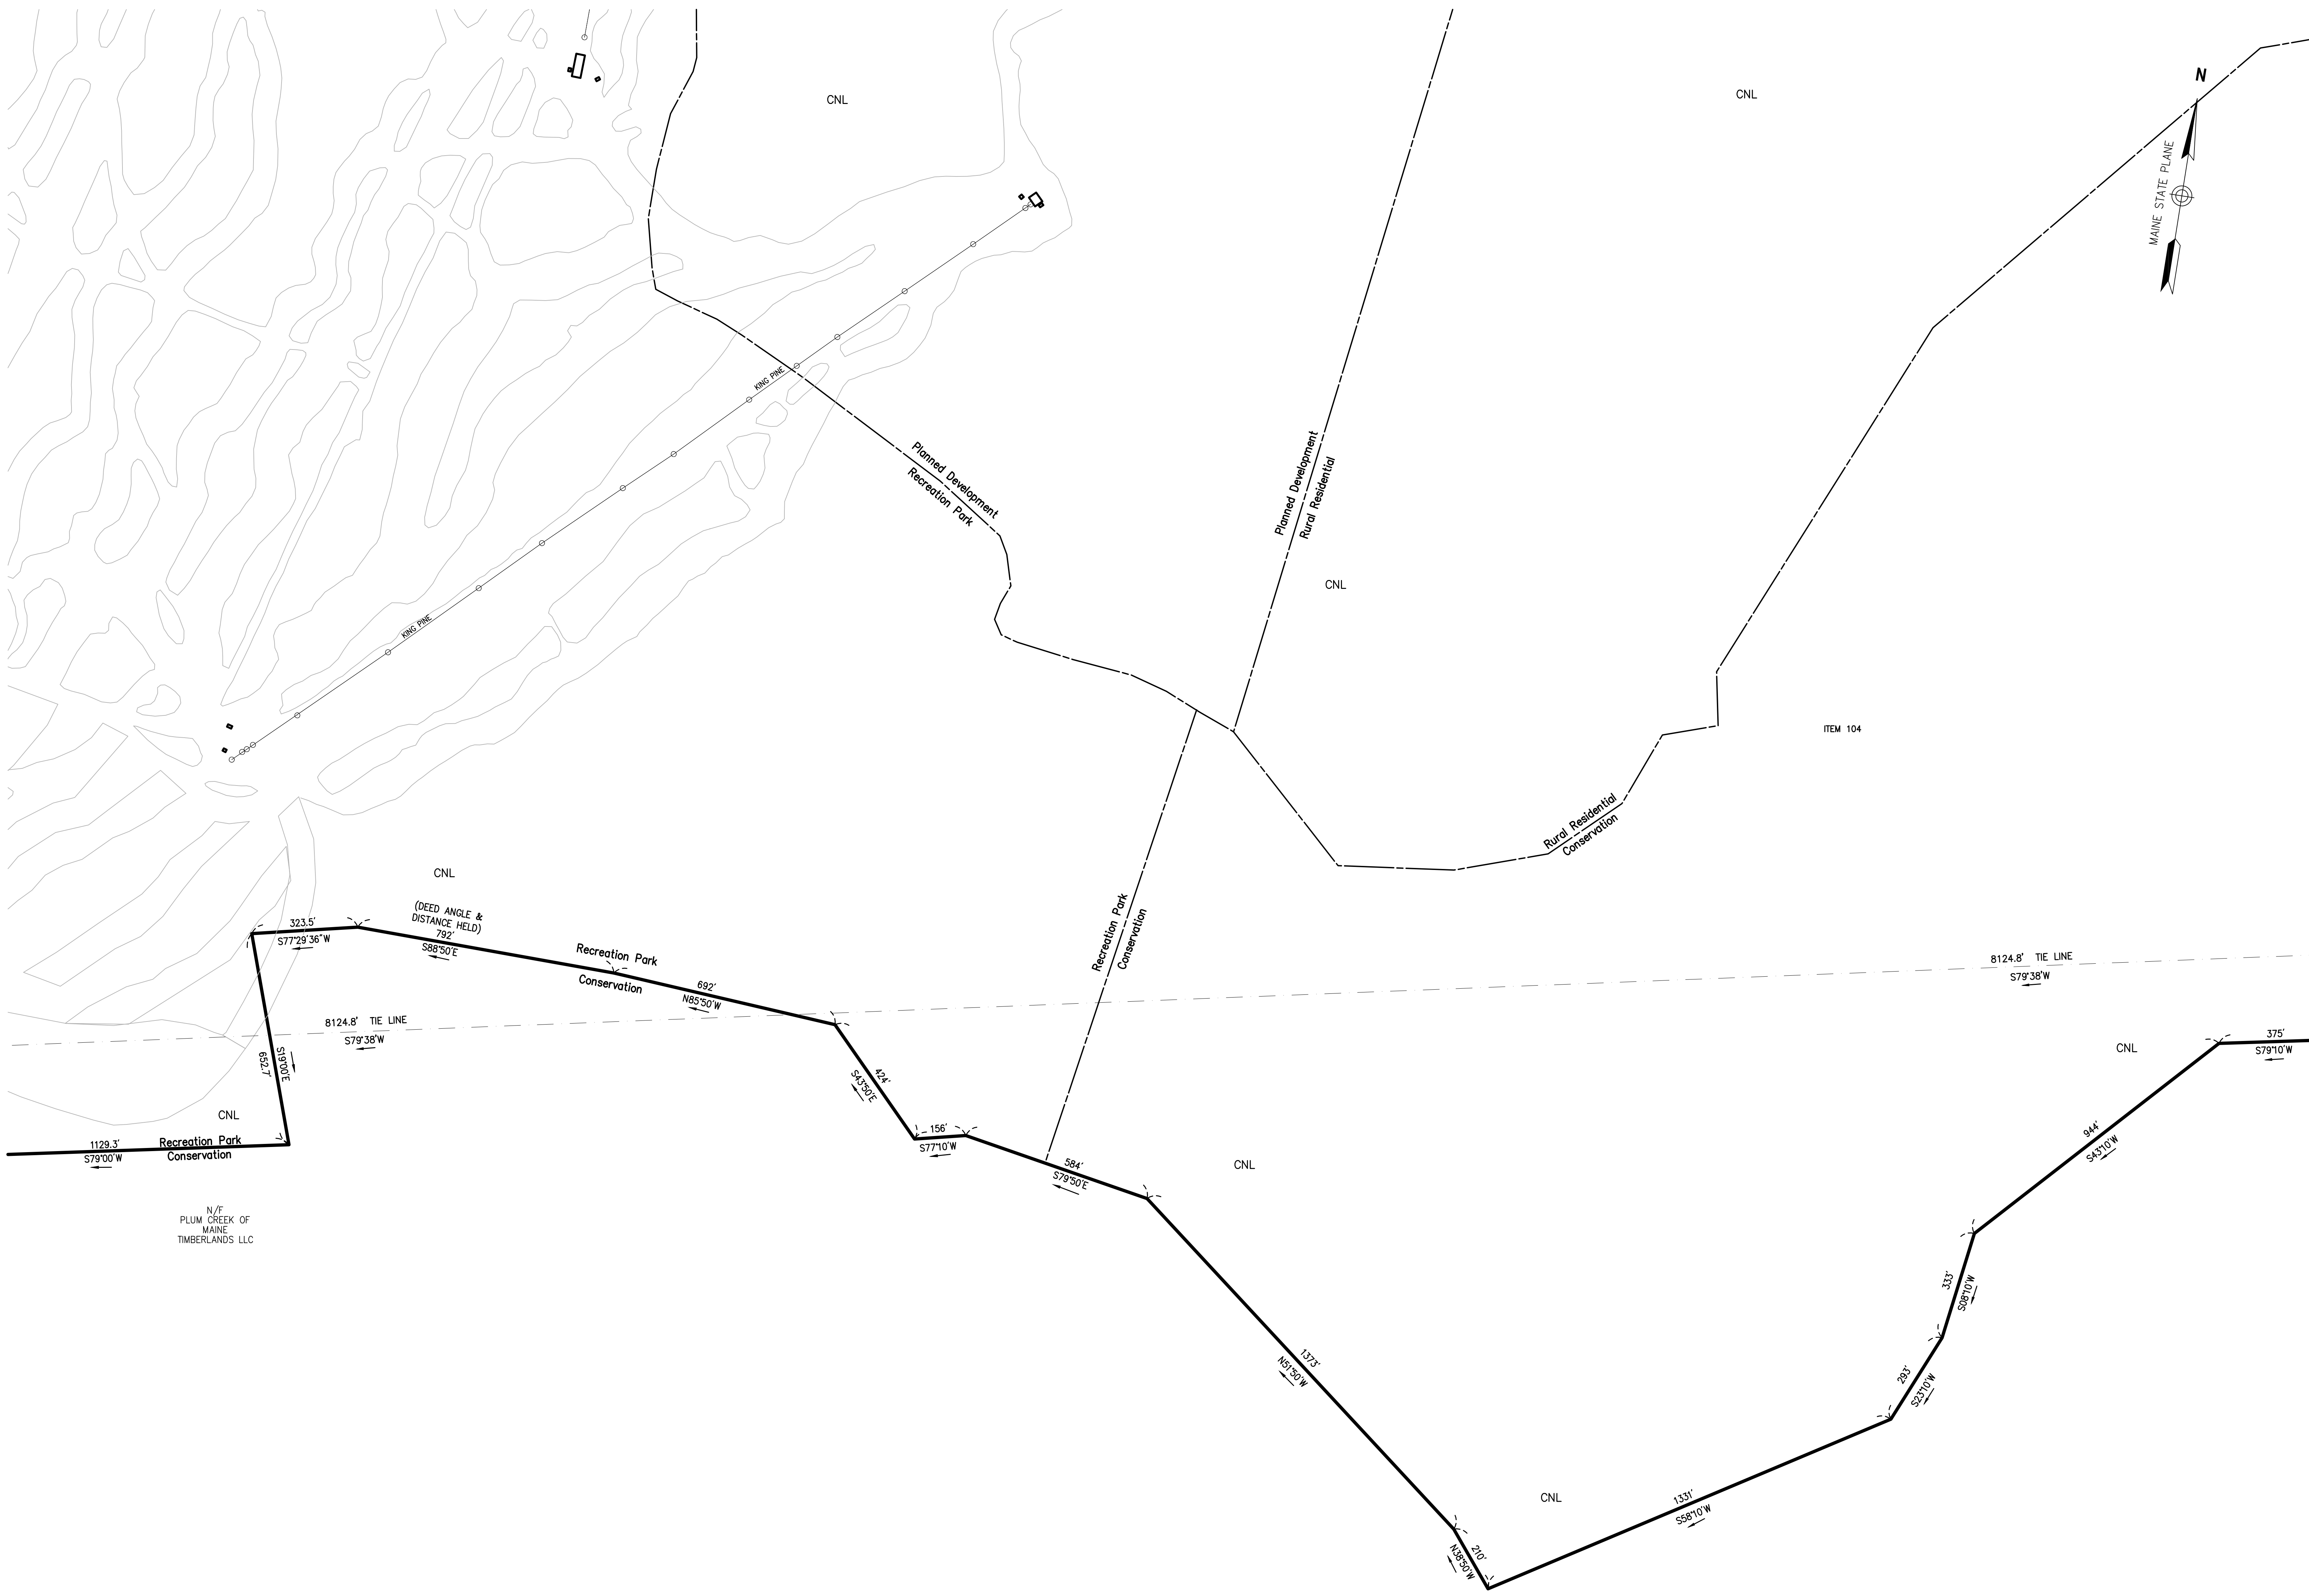 CNL
CNL
N
MAINE STATE PLANE
KING PINE
Planned Development
Recreation Park
Planned Development
Rural Residential
CNL
KING PINE
ITEM 104
Rural Residential
Conservation
CNL
(DEED ANGLE &
DISTANCE HELD)
792'
S88°50'E
323.5'
S77°29'36"W
Recreation Park
Conservation
Recreation Park
Conservation
8124.8' TIE LINE
S79°38'W
692'
N85°50'W
8124.8' TIE LINE
S79°38'W
652.7'
S19°00'E
424'
S43°50'E
375'
S79°10'W
CNL
CNL
1129.3'
S79°00'W
Recreation Park
Conservation
156'
S77°10'W
584'
S79°50'E
CNL
944'
S43°10'W
N/F
PLUM CREEK OF
MAINE
TIMBERLANDS LLC
333'
S08°10'W
1373'
N51°50'W
293'
S23°10'W
CNL
1331'
S58°10'W
210'
N38°50'W